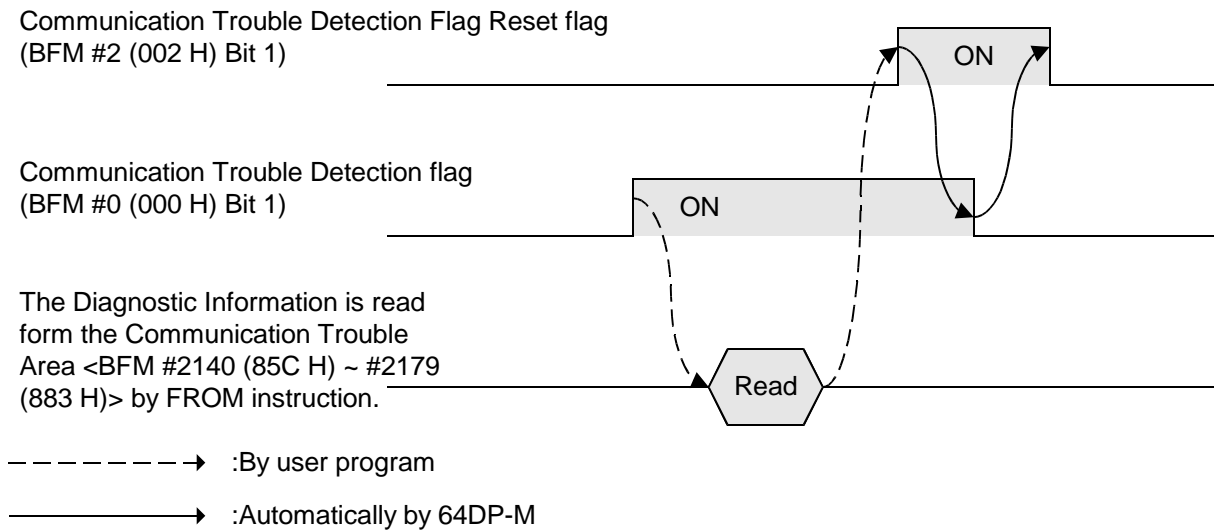 Communication Trouble Detection Flag Reset flag
(BFM #2 (002 H) Bit 1)
ON
Communication Trouble Detection flag
(BFM #0 (000 H) Bit 1)
ON
The Diagnostic Information is read
form the Communication Trouble
Area <BFM #2140 (85C H) ~ #2179
(883 H)> by FROM instruction.
Read
:By user program
:Automatically by 64DP-M